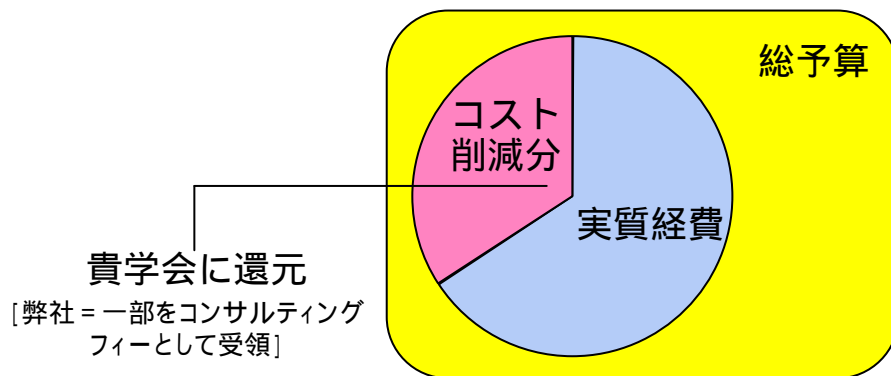 総予算
コスト
削減分
実質経費
貴学会に還元
[弊社 = 一部をコンサルティング
フィーとして受領]